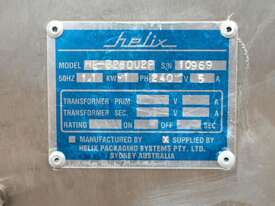 helix
MODEL HL-328DU2P S/N 10969
50HZ 1.1 KW 1 PH 240 V 5 A
TRANSFORMER PRIM V A
TRANSFORMER SEC. V A
RATING ON OFF SEC
MANUFACTURED BY SUPPLIED BY
HELIX PACKAGING SYSTEMS PTY. LTD.
SYDNEY AUSTRALIA